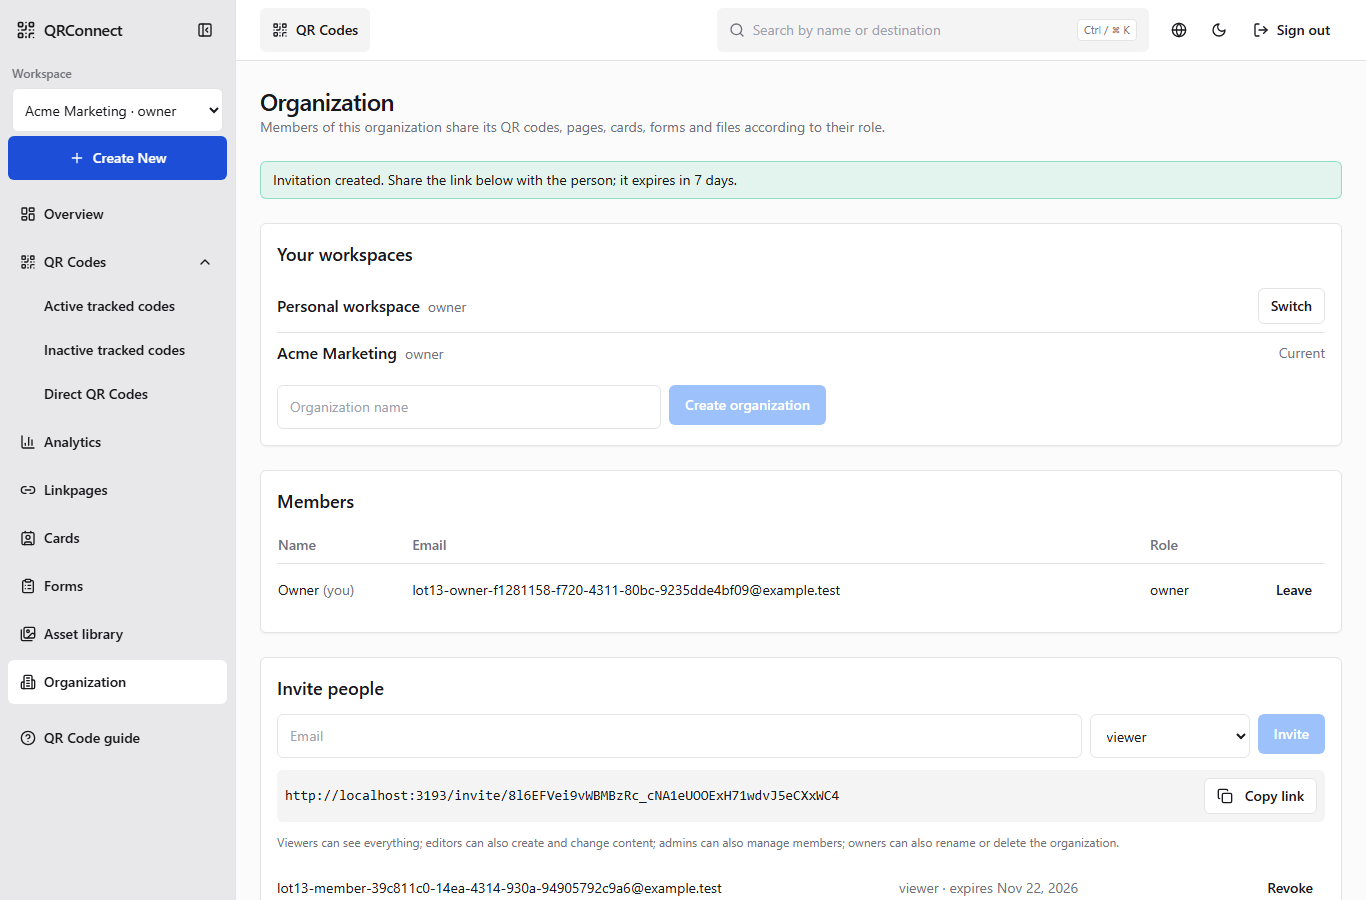 QRConnect
Workspace
Acme Marketing · owner
+ Create New
Overview
QR Codes
Active tracked codes
Inactive tracked codes
Direct QR Codes
Analytics
Linkpages
Cards
Forms
Asset library
Organization
QR Code guide
QR Codes
Search by name or destination
Ctrl / ⌘ K
Sign out
Organization
Members of this organization share its QR codes, pages, cards, forms and files according to their role.
Invitation created. Share the link below with the person; it expires in 7 days.
Your workspaces
Personal workspace owner
Switch
Acme Marketing owner
Current
Organization name
Create organization
Members
Name Email Role
Owner (you) lot13-owner-f1281158-f720-4311-80bc-9235dde4bf09@example.test owner Leave
Invite people
Email
viewer
Invite
http://localhost:3193/invite/8l6EFVei9vWBMBzRc_cNA1eUOOExH71wdvJ5eCXxWC4
Copy link
Viewers can see everything; editors can also create and change content; admins can also manage members; owners can also rename or delete the organization.
lot13-member-39c811c0-14ea-4314-930a-94905792c9a6@example.test viewer · expires Nov 22, 2026 Revoke